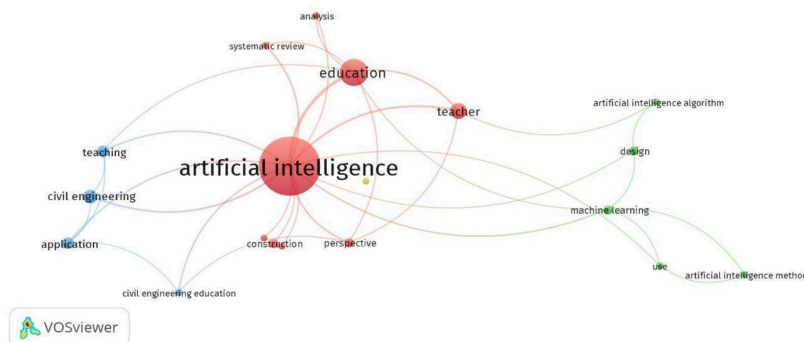 analysis
systematic review
education
artificial intelligence algorithm
teacher
teaching
design
artificial intelligence
civil engineering
machine learning
application
construction
perspective
use
artificial intelligence method
civil engineering education
VOSviewer